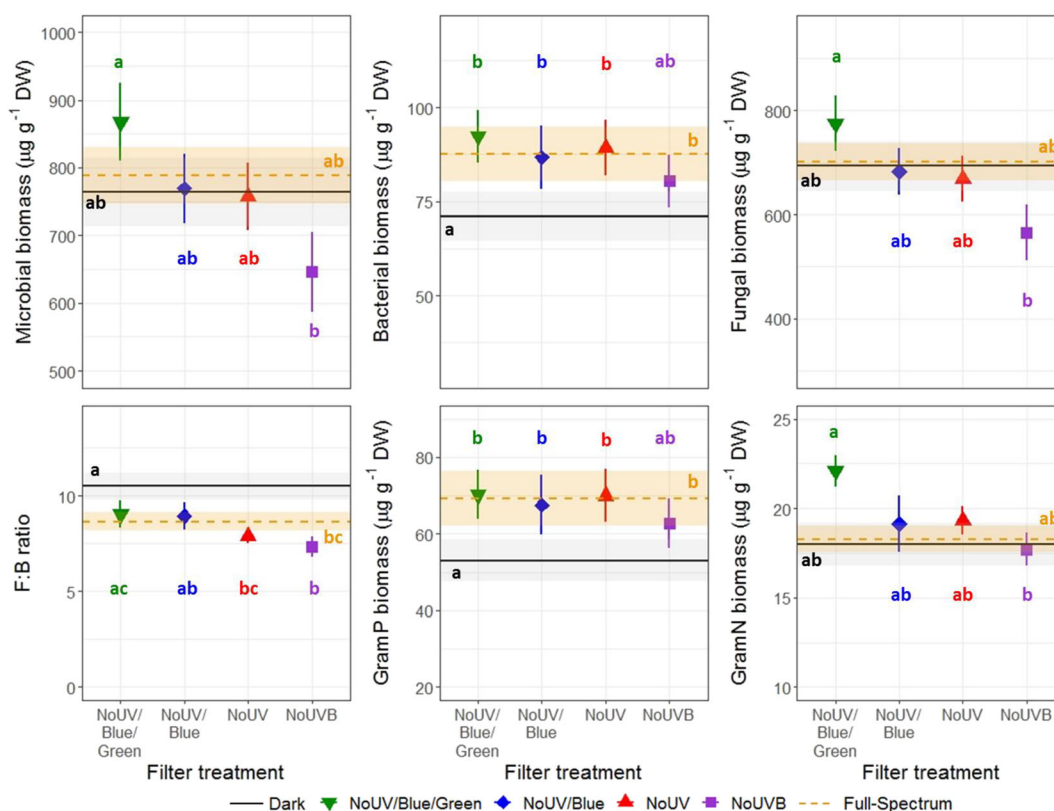 Microbial biomass (µg g⁻¹ DW)
1000
900
800
700
600
500
a
ab
ab
ab
ab
b
Bacterial biomass (µg g⁻¹ DW)
100
75
50
b
b
b
ab
b
a
Fungal biomass (µg g⁻¹ DW)
800
600
400
a
ab
ab
ab
ab
b
F:B ratio
10
5
0
a
bc
ac
ab
bc
b
NoUV/
Blue/
Green
NoUV/
Blue
NoUV
NoUVB
Filter treatment
GramP biomass (µg g⁻¹ DW)
80
60
40
20
b
b
b
ab
b
a
NoUV/
Blue/
Green
NoUV/
Blue
NoUV
NoUVB
Filter treatment
GramN biomass (µg g⁻¹ DW)
25
20
15
10
a
ab
ab
ab
ab
b
NoUV/
Blue/
Green
NoUV/
Blue
NoUV
NoUVB
Filter treatment
Dark NoUV/Blue/Green NoUV/Blue NoUV NoUVB Full-Spectrum